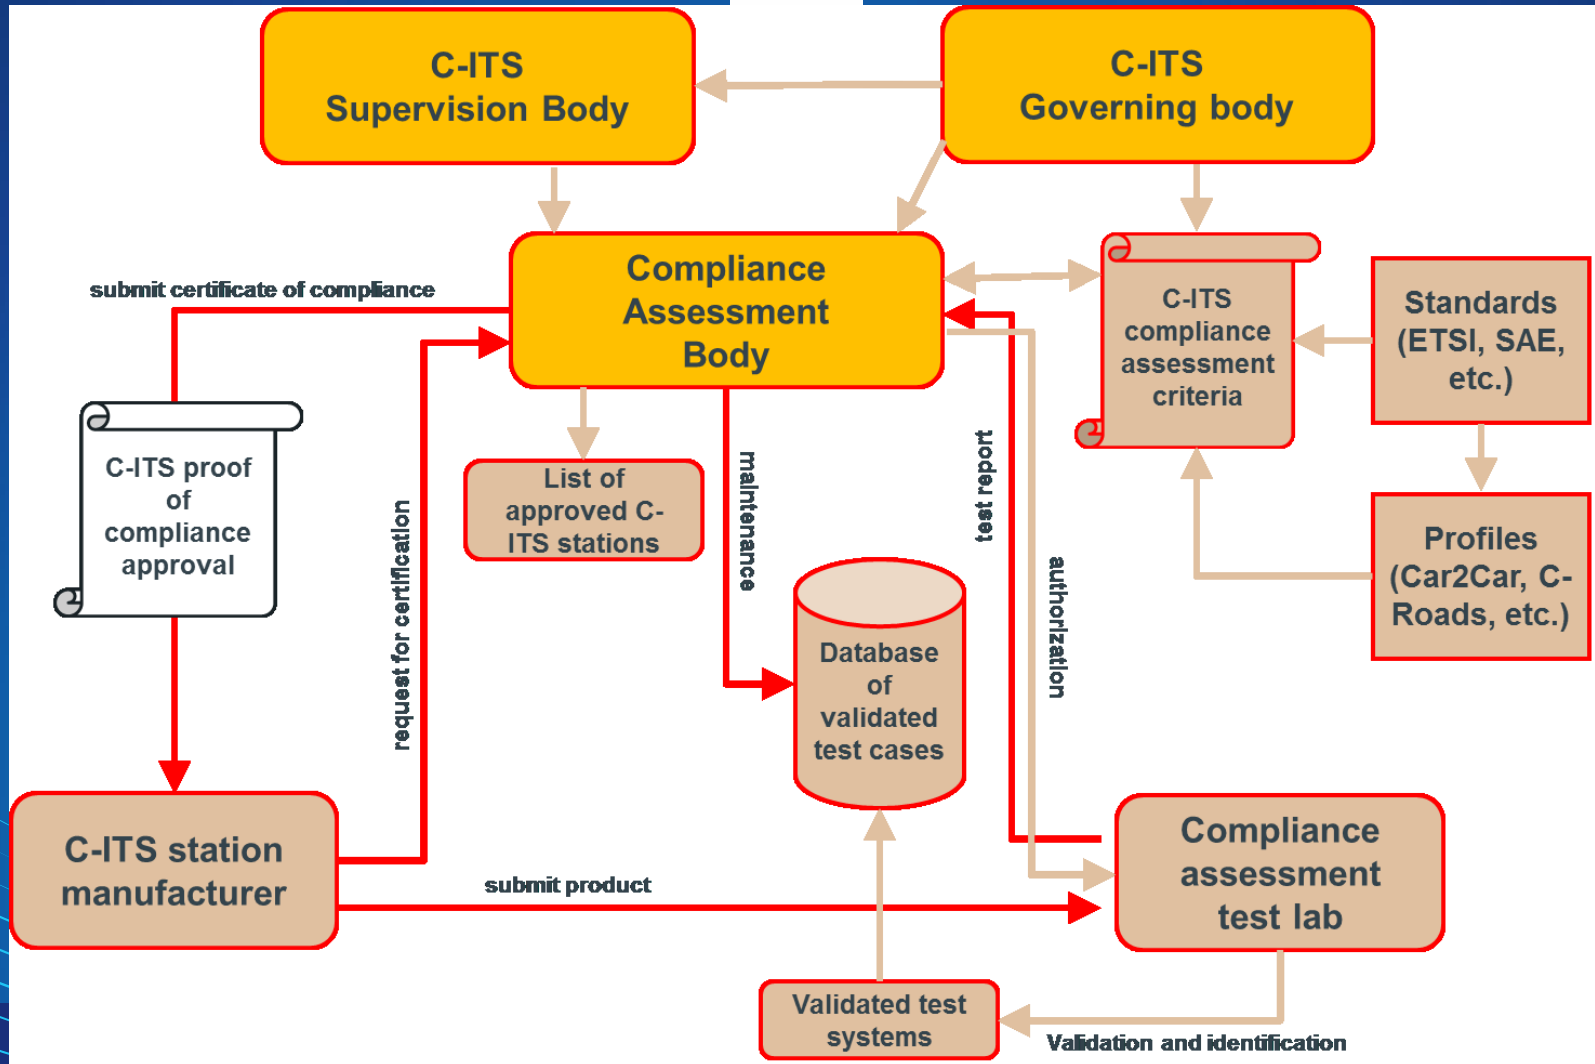 C-ITS
Supervision Body
C-ITS
Governing body
submit certificate of compliance
Compliance
Assessment
Body
C-ITS
compliance
assessment
criteria
Standards
(ETSI, SAE,
etc.)
C-ITS proof
of
compliance
approval
request for certification
List of
approved C-
ITS stations
maintenance
test report
authorization
Profiles
(Car2Car, C-
Roads, etc.)
Database
of
validated
test cases
C-ITS station
manufacturer
submit product
Compliance
assessment
test lab
Validated test
systems
Validation and identification